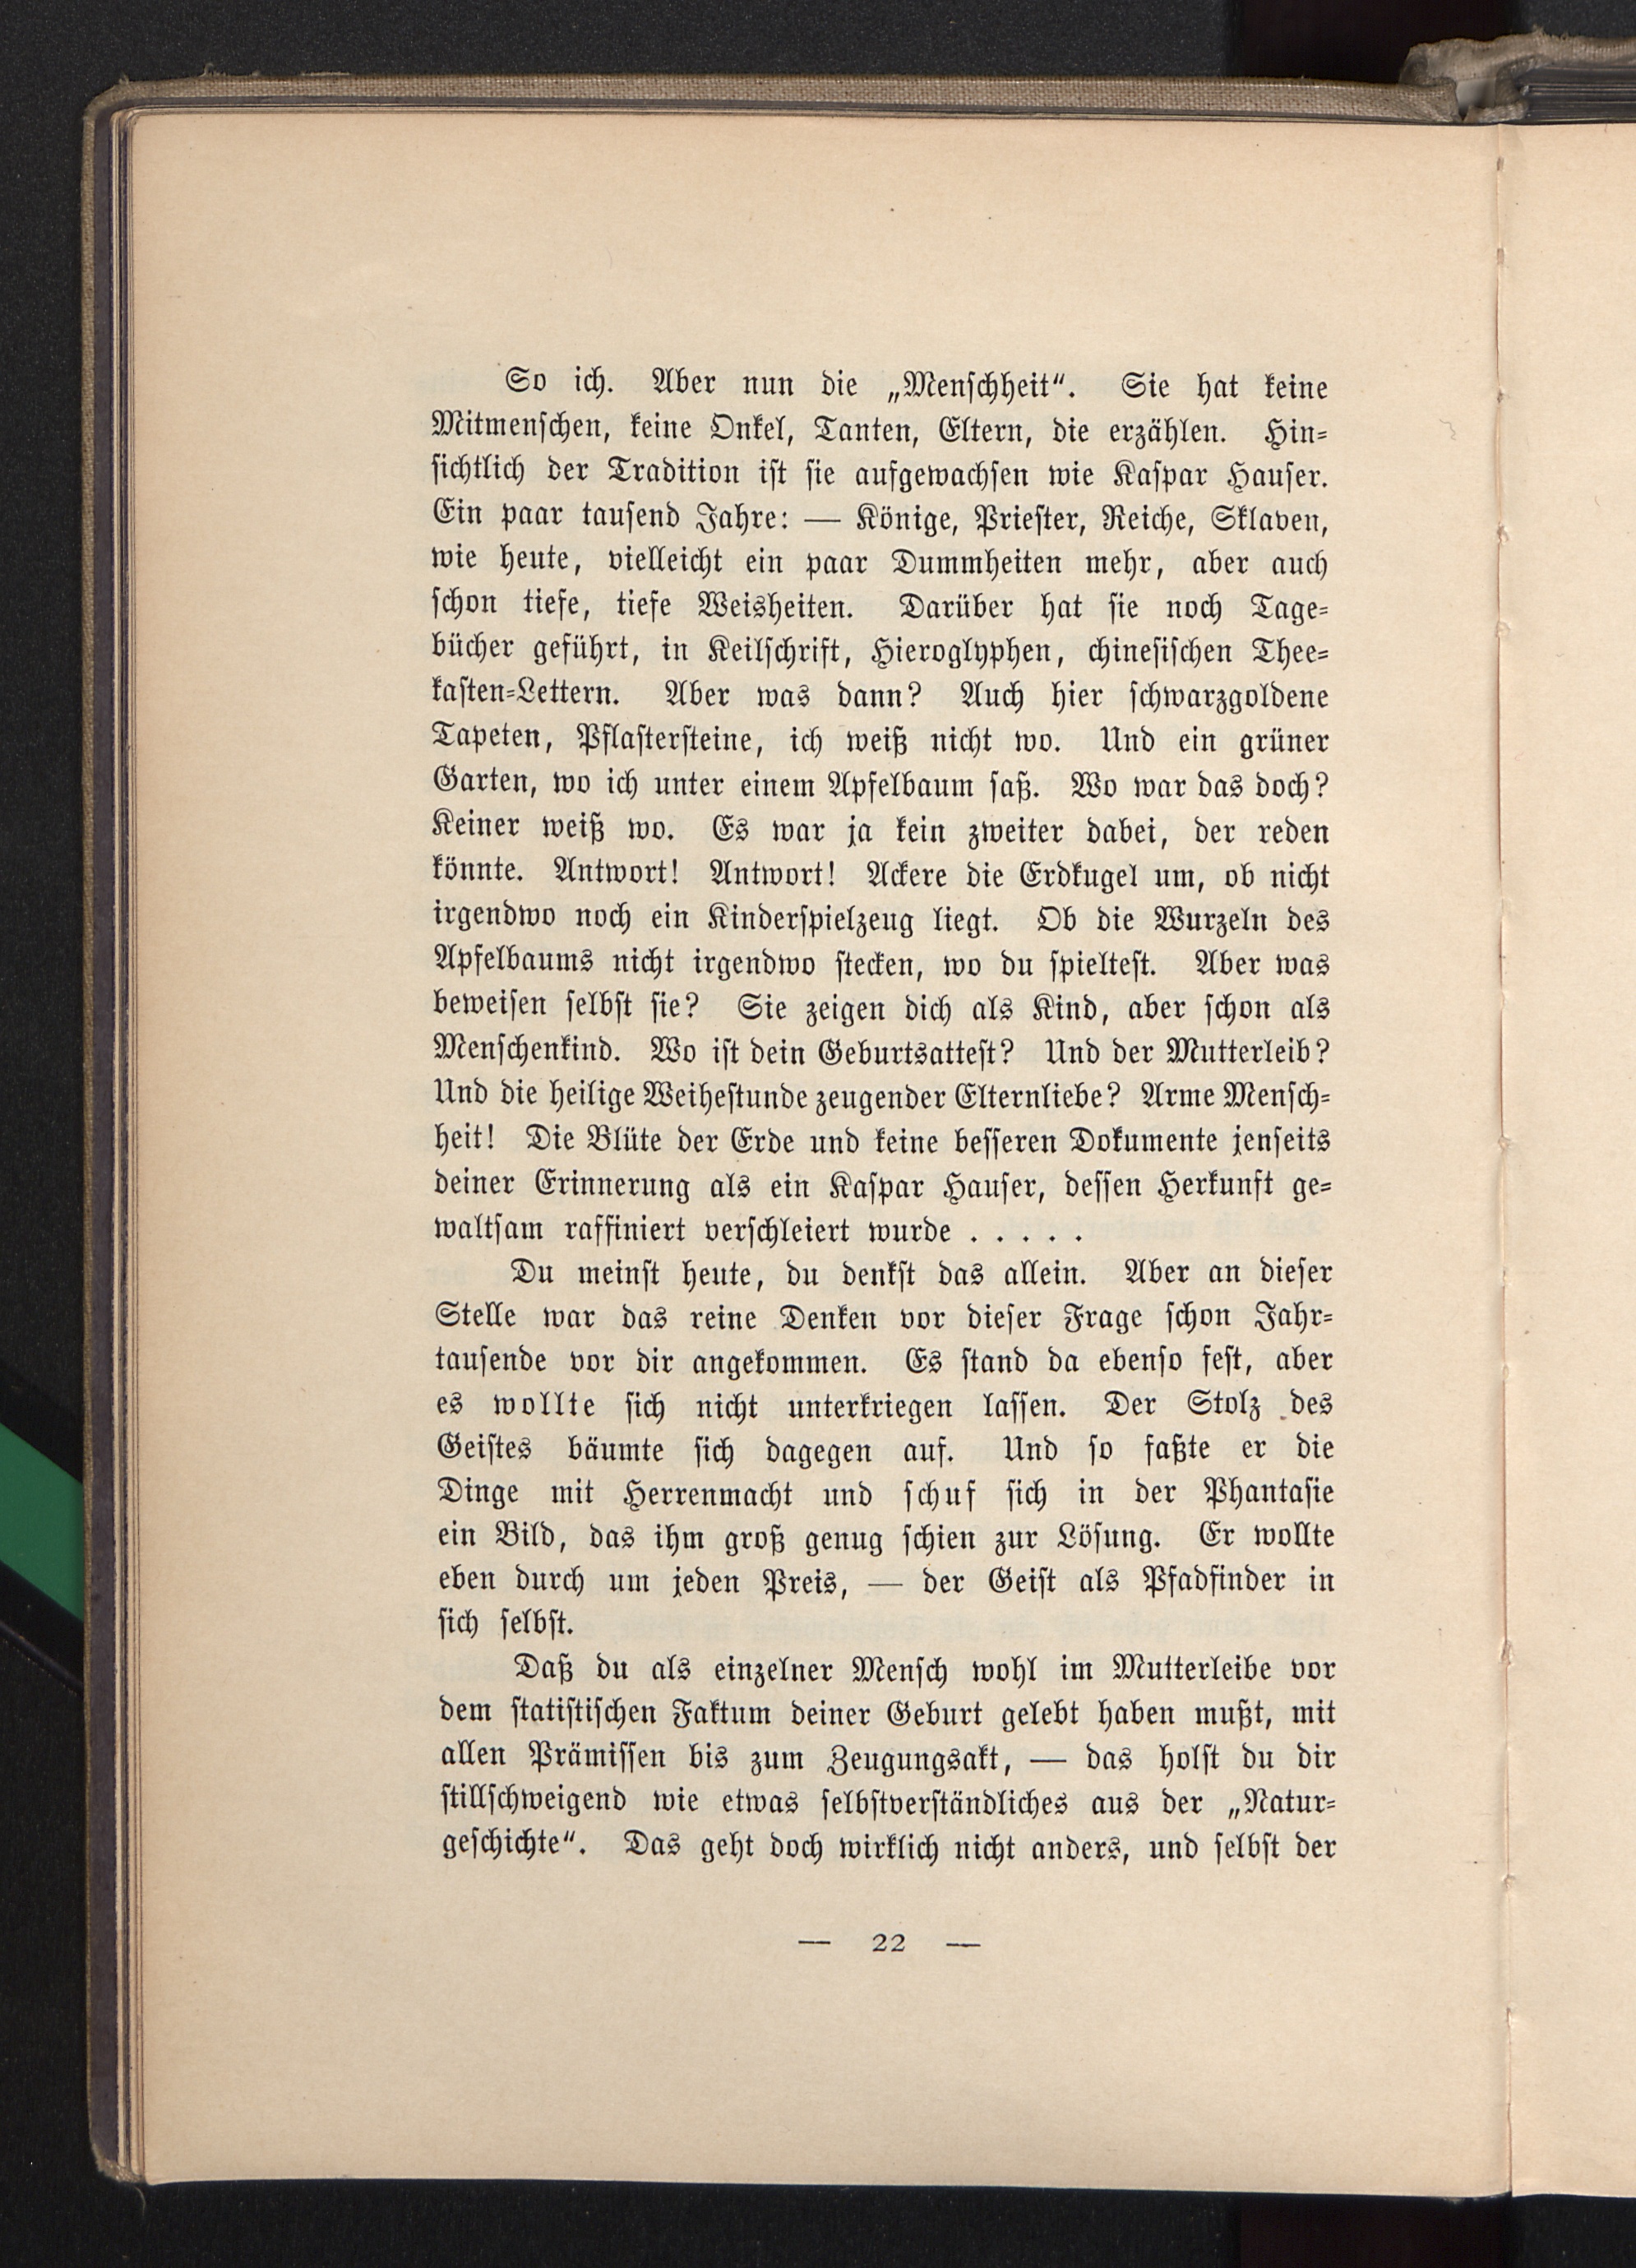 So ich. Aber nun die „Menschheit“. Sie hat keine
Mitmenschen, keine Onkel, Tanten, Eltern, die erzählen. Hin-
sichtlich der Tradition ist sie aufgewachsen wie Kaspar Hauser.
Ein paar tausend Jahre: — Könige, Priester, Reiche, Sklaven,
wie heute, vielleicht ein paar Dummheiten mehr, aber auch
schon tiefe, tiefe Weisheiten. Darüber hat sie noch Tage-
bücher geführt, in Keilschrift, Hieroglyphen, chinesischen Thee-
kasten-Lettern. Aber was dann? Auch hier schwarzgoldene
Tapeten, Pflastersteine, ich weiß nicht wo. Und ein grüner
Garten, wo ich unter einem Apfelbaum saß. Wo war das doch?
Keiner weiß wo. Es war ja kein zweiter dabei, der reden
könnte. Antwort! Antwort! Ackere die Erdkugel um, ob nicht
irgendwo noch ein Kinderspielzeug liegt. Ob die Wurzeln des
Apfelbaums nicht irgendwo stecken, wo du spieltest. Aber was
beweisen selbst sie? Sie zeigen dich als Kind, aber schon als
Menschenkind. Wo ist dein Geburtsattest? Und der Mutterleib?
Und die heilige Weihestunde zeugender Elternliebe? Arme Mensch-
heit! Die Blüte der Erde und keine besseren Dokumente jenseits
deiner Erinnerung als ein Kaspar Hauser, dessen Herkunft ge-
waltsam raffiniert verschleiert wurde . . . . .
Du meinst heute, du denkst das allein. Aber an dieser
Stelle war das reine Denken vor dieser Frage schon Jahr-
tausende vor dir angekommen. Es stand da ebenso fest, aber
es wollte sich nicht unterkriegen lassen. Der Stolz des
Geistes bäumte sich dagegen auf. Und so faßte er die
Dinge mit Herrenmacht und schuf sich in der Phantasie
ein Bild, das ihm groß genug schien zur Lösung. Er wollte
eben durch um jeden Preis, — der Geist als Pfadfinder in
sich selbst.
Daß du als einzelner Mensch wohl im Mutterleibe vor
dem statistischen Faktum deiner Geburt gelebt haben mußt, mit
allen Prämissen bis zum Zeugungsakt, — das holst du dir
stillschweigend wie etwas selbstverständliches aus der „Natur-
geschichte“. Das geht doch wirklich nicht anders, und selbst der
— 22 —